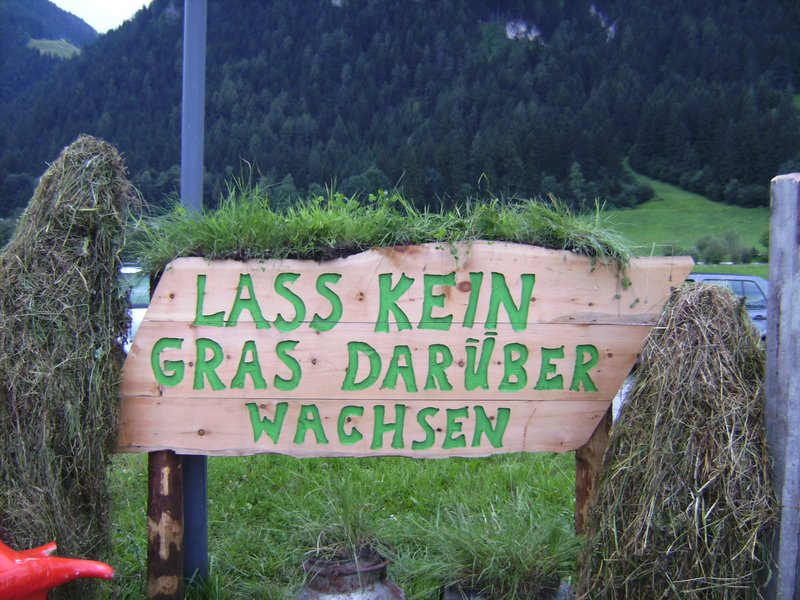 LASS KEIN
GRAS DARÜBER
WACHSEN